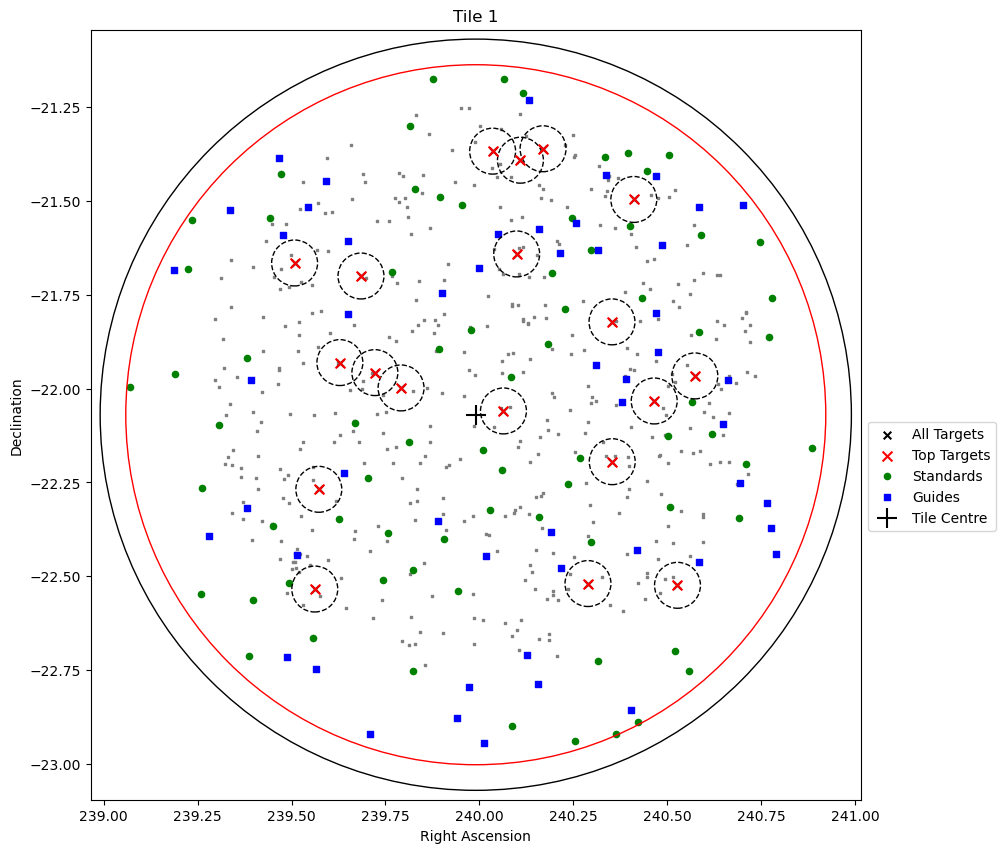 Tile 1
Declination
−21.25
−21.50
−21.75
−22.00
−22.25
−22.50
−22.75
−23.00
239.00 239.25 239.50 239.75 240.00 240.25 240.50 240.75 241.00
Right Ascension
All Targets
Top Targets
Standards
Guides
Tile Centre